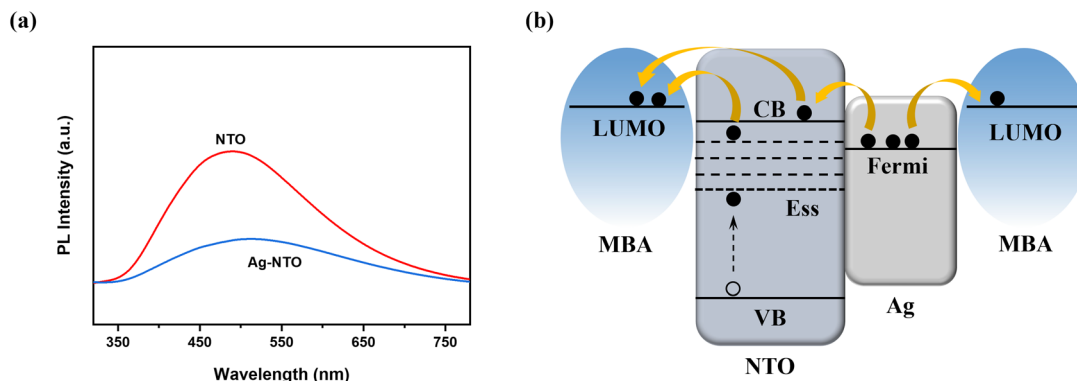 (a)
PL Intensity (a.u.)
NTO
Ag-NTO
350 450 550 650 750
Wavelength (nm)
(b)
LUMO
MBA
CB
Ess
VB
NTO
Fermi
Ag
LUMO
MBA